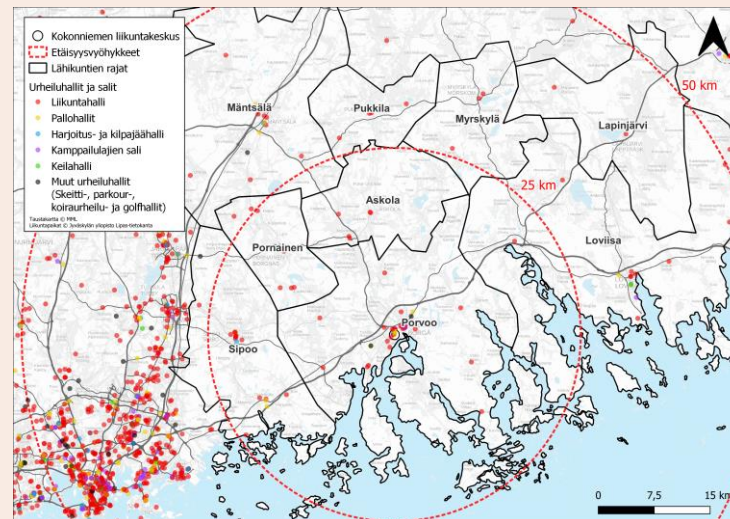 Kokonniemen liikuntakeskus
Etäisyysvyöhykkeet
Lähikuntien rajat
Urheiluhallit ja salit
Liikuntahalli
Pallohallit
Harjoitus- ja kilpajäähalli
Kamppailulajien sali
Keilahalli
Muut urheiluhallit
(Skeitti-, parkour-,
koiraurheilu- ja golfhallit)
Taustakartta © MML
Liikuntapaikat © Jyväskylän yliopisto Lipas-tietokanta
50 km
Mäntsälä
Pukkila
Myrskylä
Lapinjärvi
25 km
Askola
Pornainen
Loviisa
Porvoo
Sipoo
0 7,5 15 km